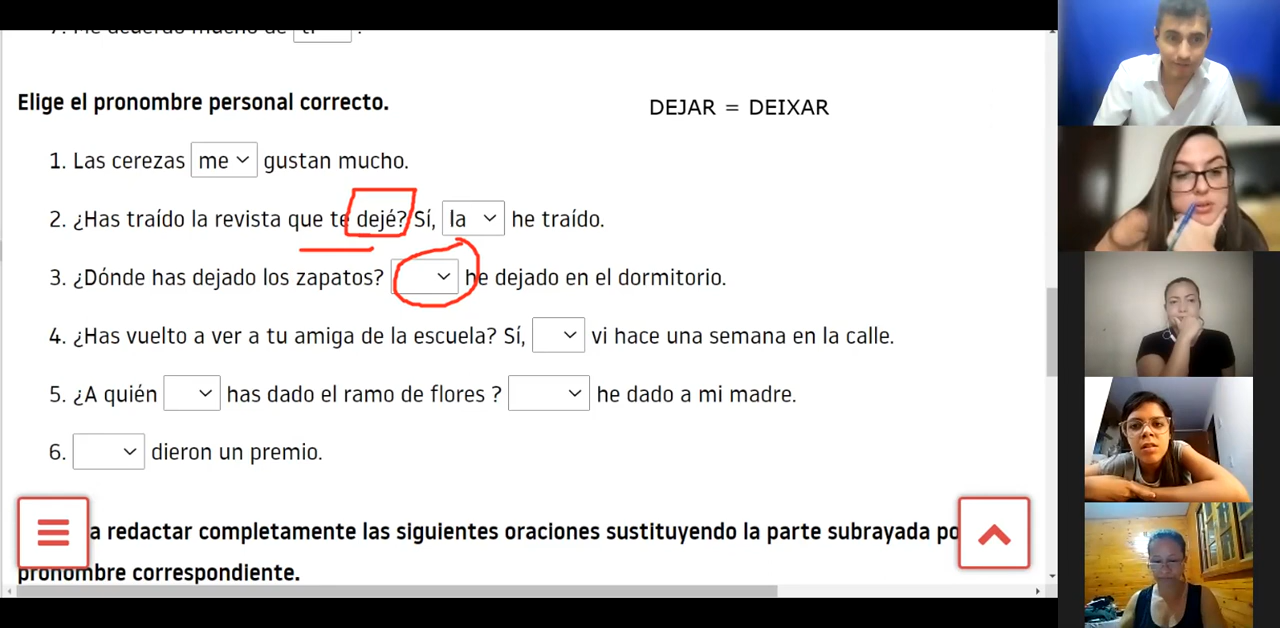 Elige el pronombre personal correcto.
DEJAR = DEIXAR
1. Las cerezas me gustan mucho.
2. ¿Has traído la revista que te dejé? Sí, la he traído.
3. ¿Dónde has dejado los zapatos? he dejado en el dormitorio.
4. ¿Has vuelto a ver a tu amiga de la escuela? Sí, vi hace una semana en la calle.
5. ¿A quién has dado el ramo de flores ? he dado a mi madre.
6. dieron un premio.
a redactar completamente las siguientes oraciones sustituyendo la parte subrayada po
pronombre correspondiente.